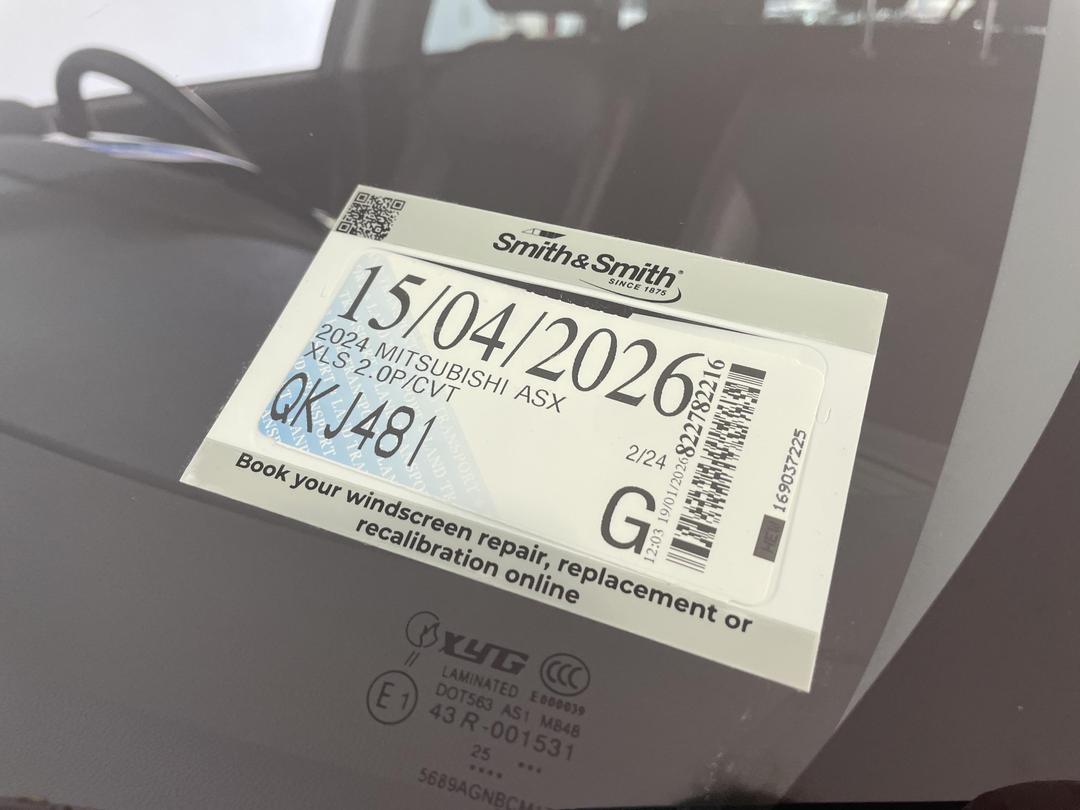 Smith&Smith®
SINCE 1875
15/04/2026
2024 MITSUBISHI ASX
XLS 2.0P/CVT
QKJ481
2/24
G
12:03 19/01/2026
822782216
169037225
Book your windscreen repair, replacement or
recalibration online
XYG
CCC
LAMINATED E000039
DOT563 AS1 M848
E1
43R-001531
25